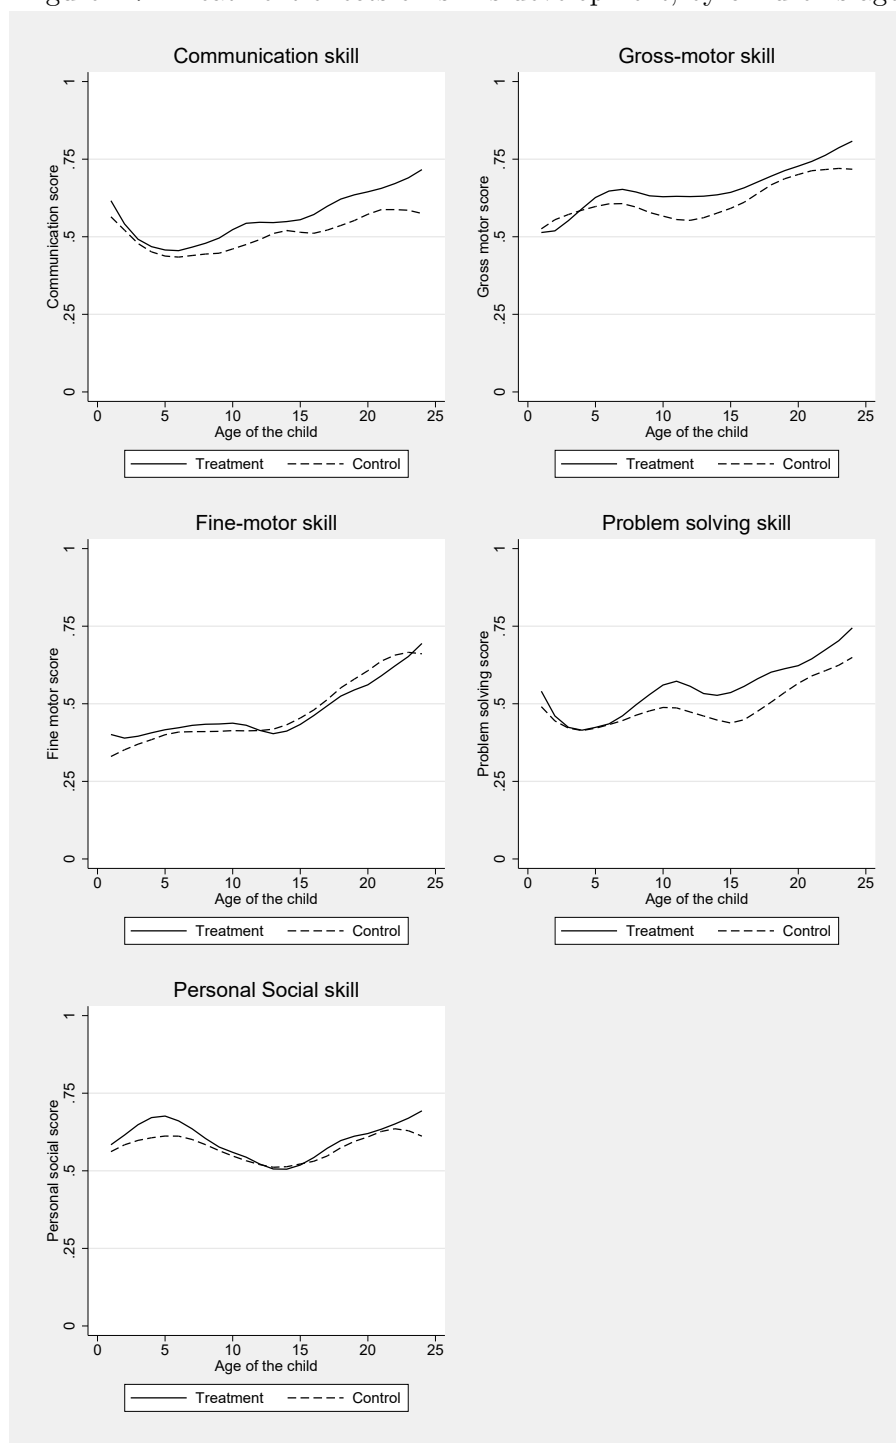 Communication skill
Communication score
1
.75
.5
.25
0
0 5 10 15 20 25
Age of the child
Treatment Control
Gross-motor skill
Gross motor score
1
.75
.5
.25
0
0 5 10 15 20 25
Age of the child
Treatment Control
Fine-motor skill
Fine motor score
1
.75
.5
.25
0
0 5 10 15 20 25
Age of the child
Treatment Control
Problem solving skill
Problem solving score
1
.75
.5
.25
0
0 5 10 15 20 25
Age of the child
Treatment Control
Personal Social skill
Personal social score
1
.75
.5
.25
0
0 5 10 15 20 25
Age of the child
Treatment Control